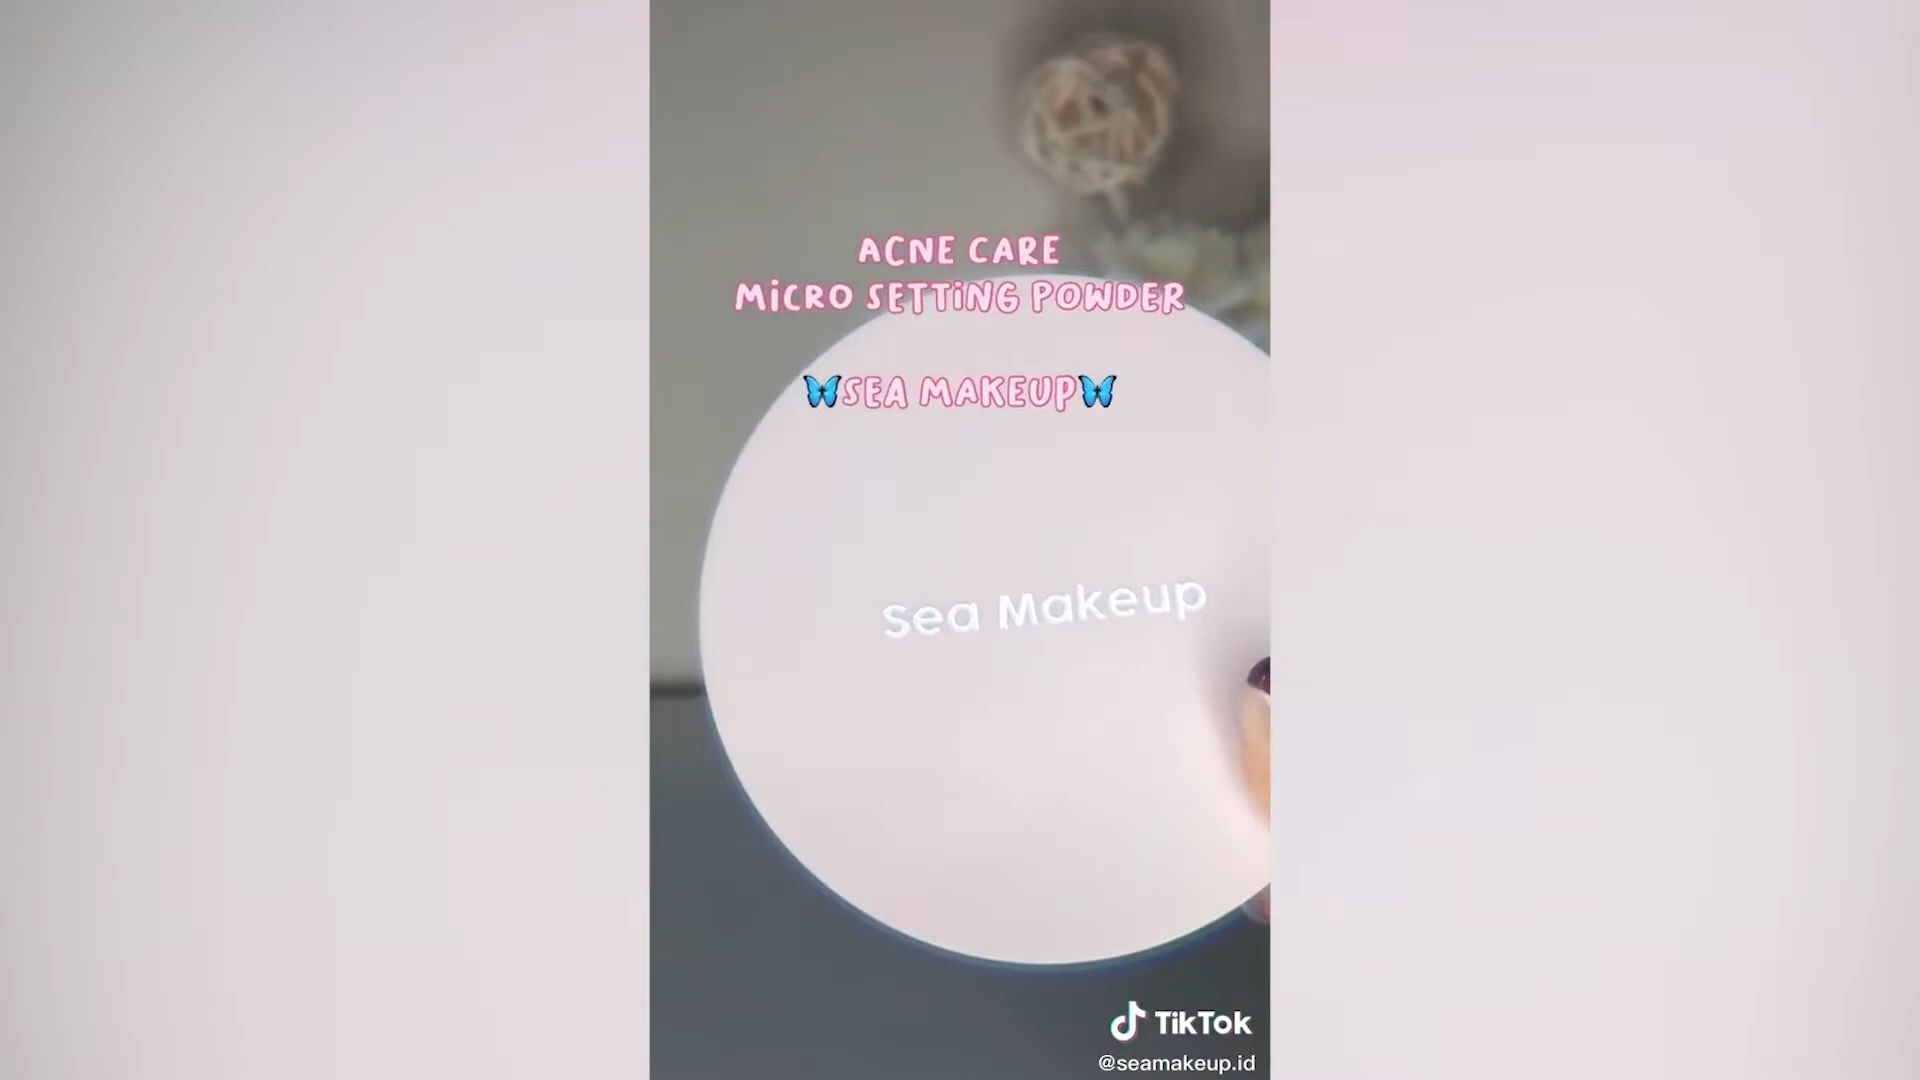 ACNE CARE
MiCRO SETTiNG POWDER
🦋SEA MAKEUP🦋
Sea Makeup
TikTok
@seamakeup.id